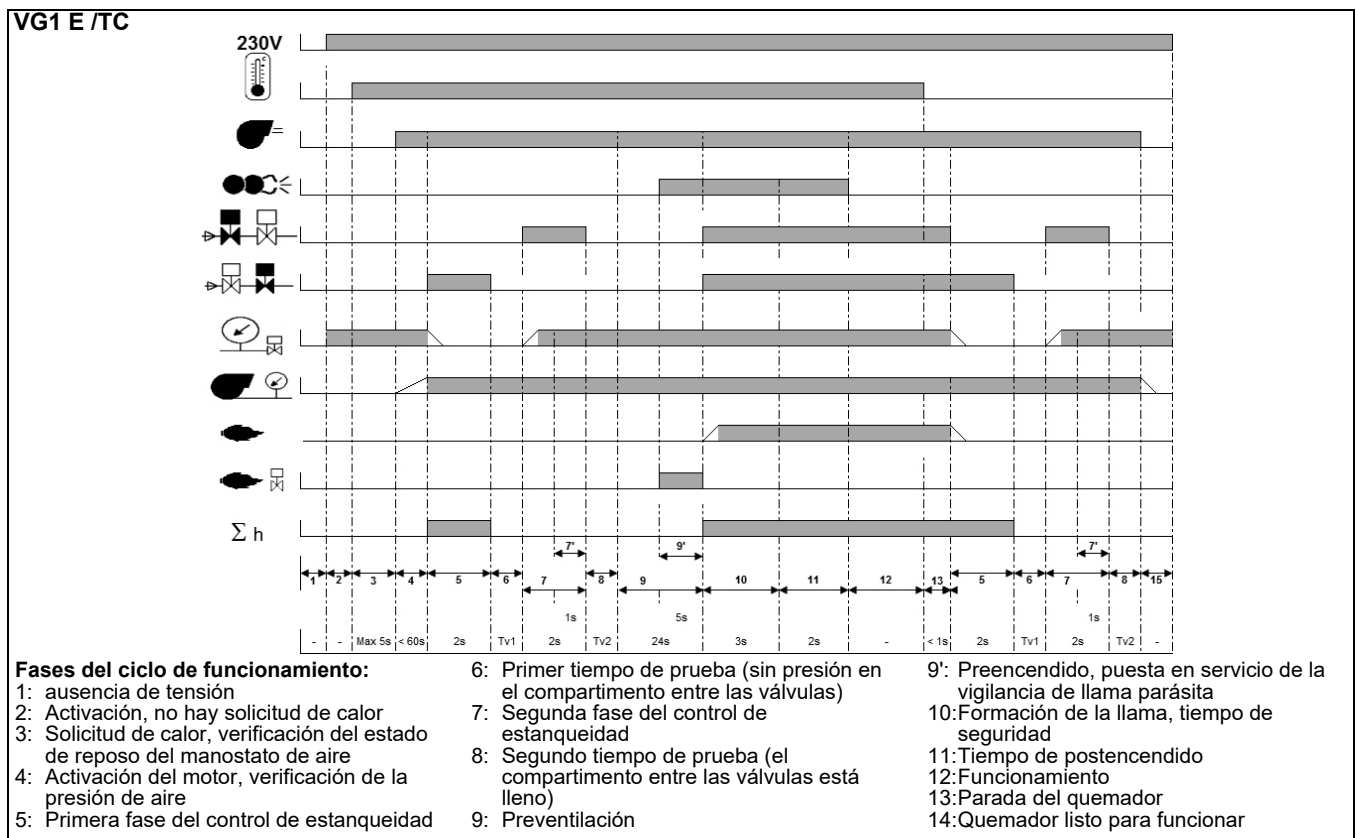 VG1 E /TC
230V
Σ h
7' 9' 7'
1 2 3 4 5 6 7 8 9 10 11 12 13 5 6 7 8 15
1s 5s 1s
- - Max 5s < 60s 2s Tv1 2s Tv2 24s 3s 2s - < 1s 2s Tv1 2s Tv2 -
Fases del ciclo de funcionamiento:
1: ausencia de tensión
2: Activación, no hay solicitud de calor
3: Solicitud de calor, verificación del estado
de reposo del manostato de aire
4: Activación del motor, verificación de la
presión de aire
5: Primera fase del control de estanqueidad
6: Primer tiempo de prueba (sin presión en
el compartimento entre las válvulas)
7: Segunda fase del control de
estanqueidad
8: Segundo tiempo de prueba (el
compartimento entre las válvulas está
lleno)
9: Preventilación
9': Preencendido, puesta en servicio de la
vigilancia de llama parásita
10:Formación de la llama, tiempo de
seguridad
11:Tiempo de postencendido
12:Funcionamiento
13:Parada del quemador
14:Quemador listo para funcionar